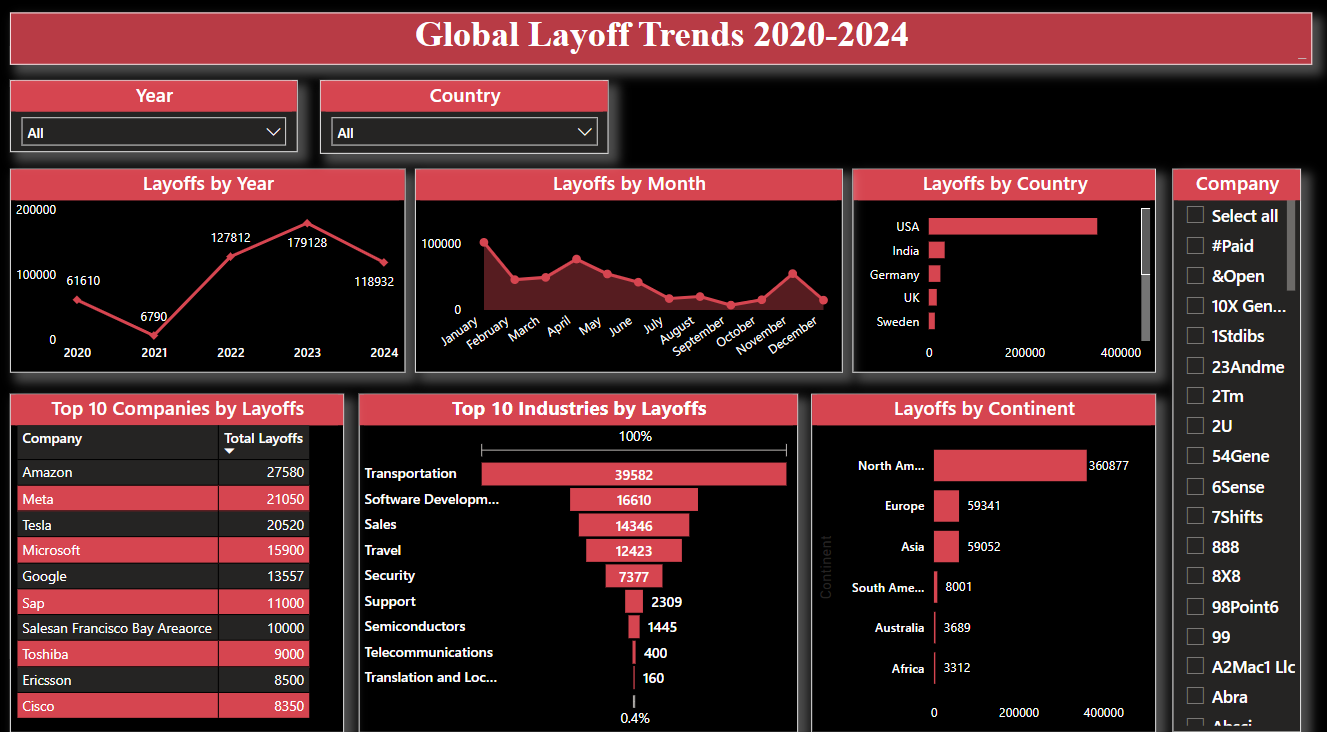 Global Layoff Trends 2020-2024
Year
All
Country
All
Layoffs by Year
200000
100000
0
61610
6790
127812
179128
118932
2020 2021 2022 2023 2024
Layoffs by Month
100000
0
January February March April May June July August September October November December
Layoffs by Country
USA
India
Germany
UK
Sweden
0 200000 400000
Company
Select all
#Paid
&Open
10X Gen...
1Stdibs
23Andme
2Tm
2U
54Gene
6Sense
7Shifts
888
8X8
98Point6
99
A2Mac1 Llc
Abra
Top 10 Companies by Layoffs
Company Total Layoffs
Amazon 27580
Meta 21050
Tesla 20520
Microsoft 15900
Google 13557
Sap 11000
Salesan Francisco Bay Areaorce 10000
Toshiba 9000
Ericsson 8500
Cisco 8350
Top 10 Industries by Layoffs
100%
Transportation 39582
Software Developm... 16610
Sales 14346
Travel 12423
Security 7377
Support 2309
Semiconductors 1445
Telecommunications 400
Translation and Loc... 160
0.4%
Layoffs by Continent
Continent
North Am... 360877
Europe 59341
Asia 59052
South Ame... 8001
Australia 3689
Africa 3312
0 200000 400000